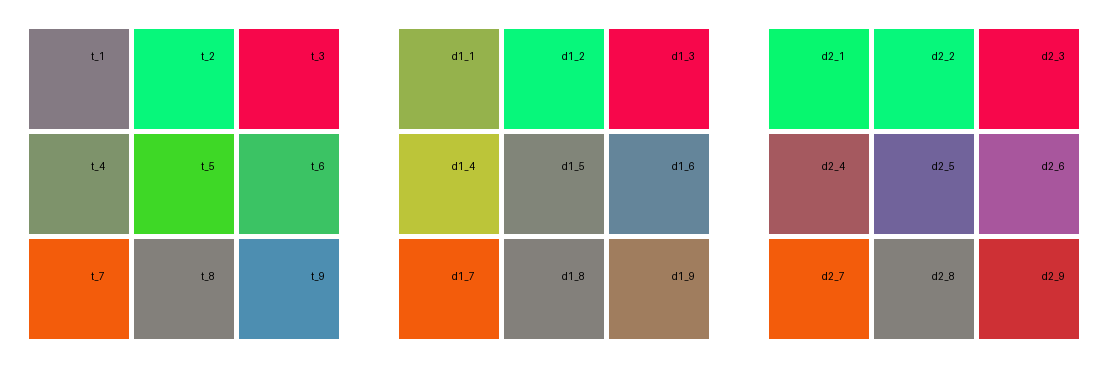 t_1 t_2 t_3 d1_1 d1_2 d1_3 d2_1 d2_2 d2_3
t_4 t_5 t_6 d1_4 d1_5 d1_6 d2_4 d2_5 d2_6
t_7 t_8 t_9 d1_7 d1_8 d1_9 d2_7 d2_8 d2_9